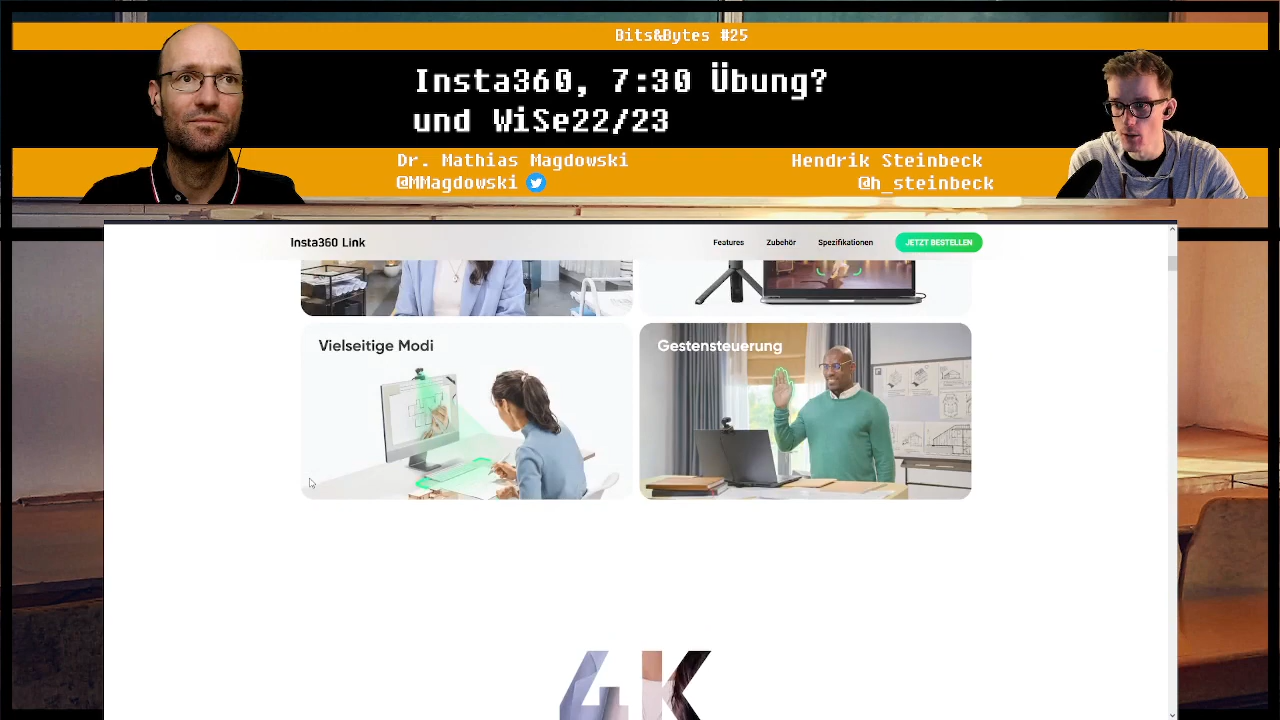 Bits&Bytes #25
Insta360, 7:30 Übung?
und WiSe22/23
Dr. Mathias Magdowski
@MMagdowski
Hendrik Steinbeck
@h_steinbeck
Insta360 Link
Features
Zubehör
Spezifikationen
JETZT BESTELLEN
Vielseitige Modi
Gestensteuerung
4K